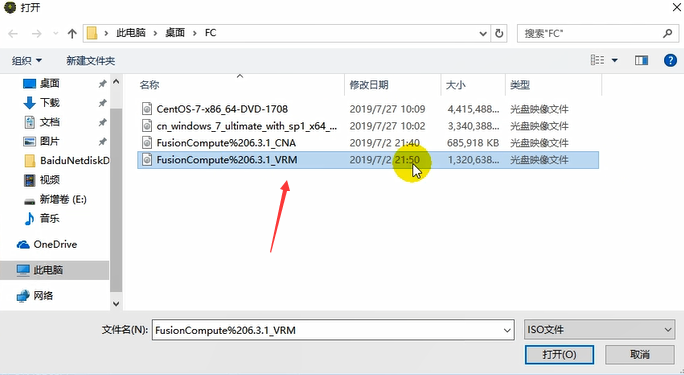 打开
此电脑 桌面 FC
搜索"FC"
组织 新建文件夹
名称 修改日期 大小 类型
桌面
下载
文档
图片
BaiduNetdiskD
视频
新增卷 (E:)
音乐
OneDrive
此电脑
网络
CentOS-7-x86_64-DVD-1708 2019/7/27 10:09 4,415,488... 光盘映像文件
cn_windows_7_ultimate_with_sp1_x64_... 2019/7/27 10:02 3,340,388... 光盘映像文件
FusionCompute%206.3.1_CNA 2019/7/2 21:40 685,918 KB 光盘映像文件
FusionCompute%206.3.1_VRM 2019/7/2 21:50 1,320,638... 光盘映像文件
文件名(N): FusionCompute%206.3.1_VRM ISO文件
打开(O) 取消